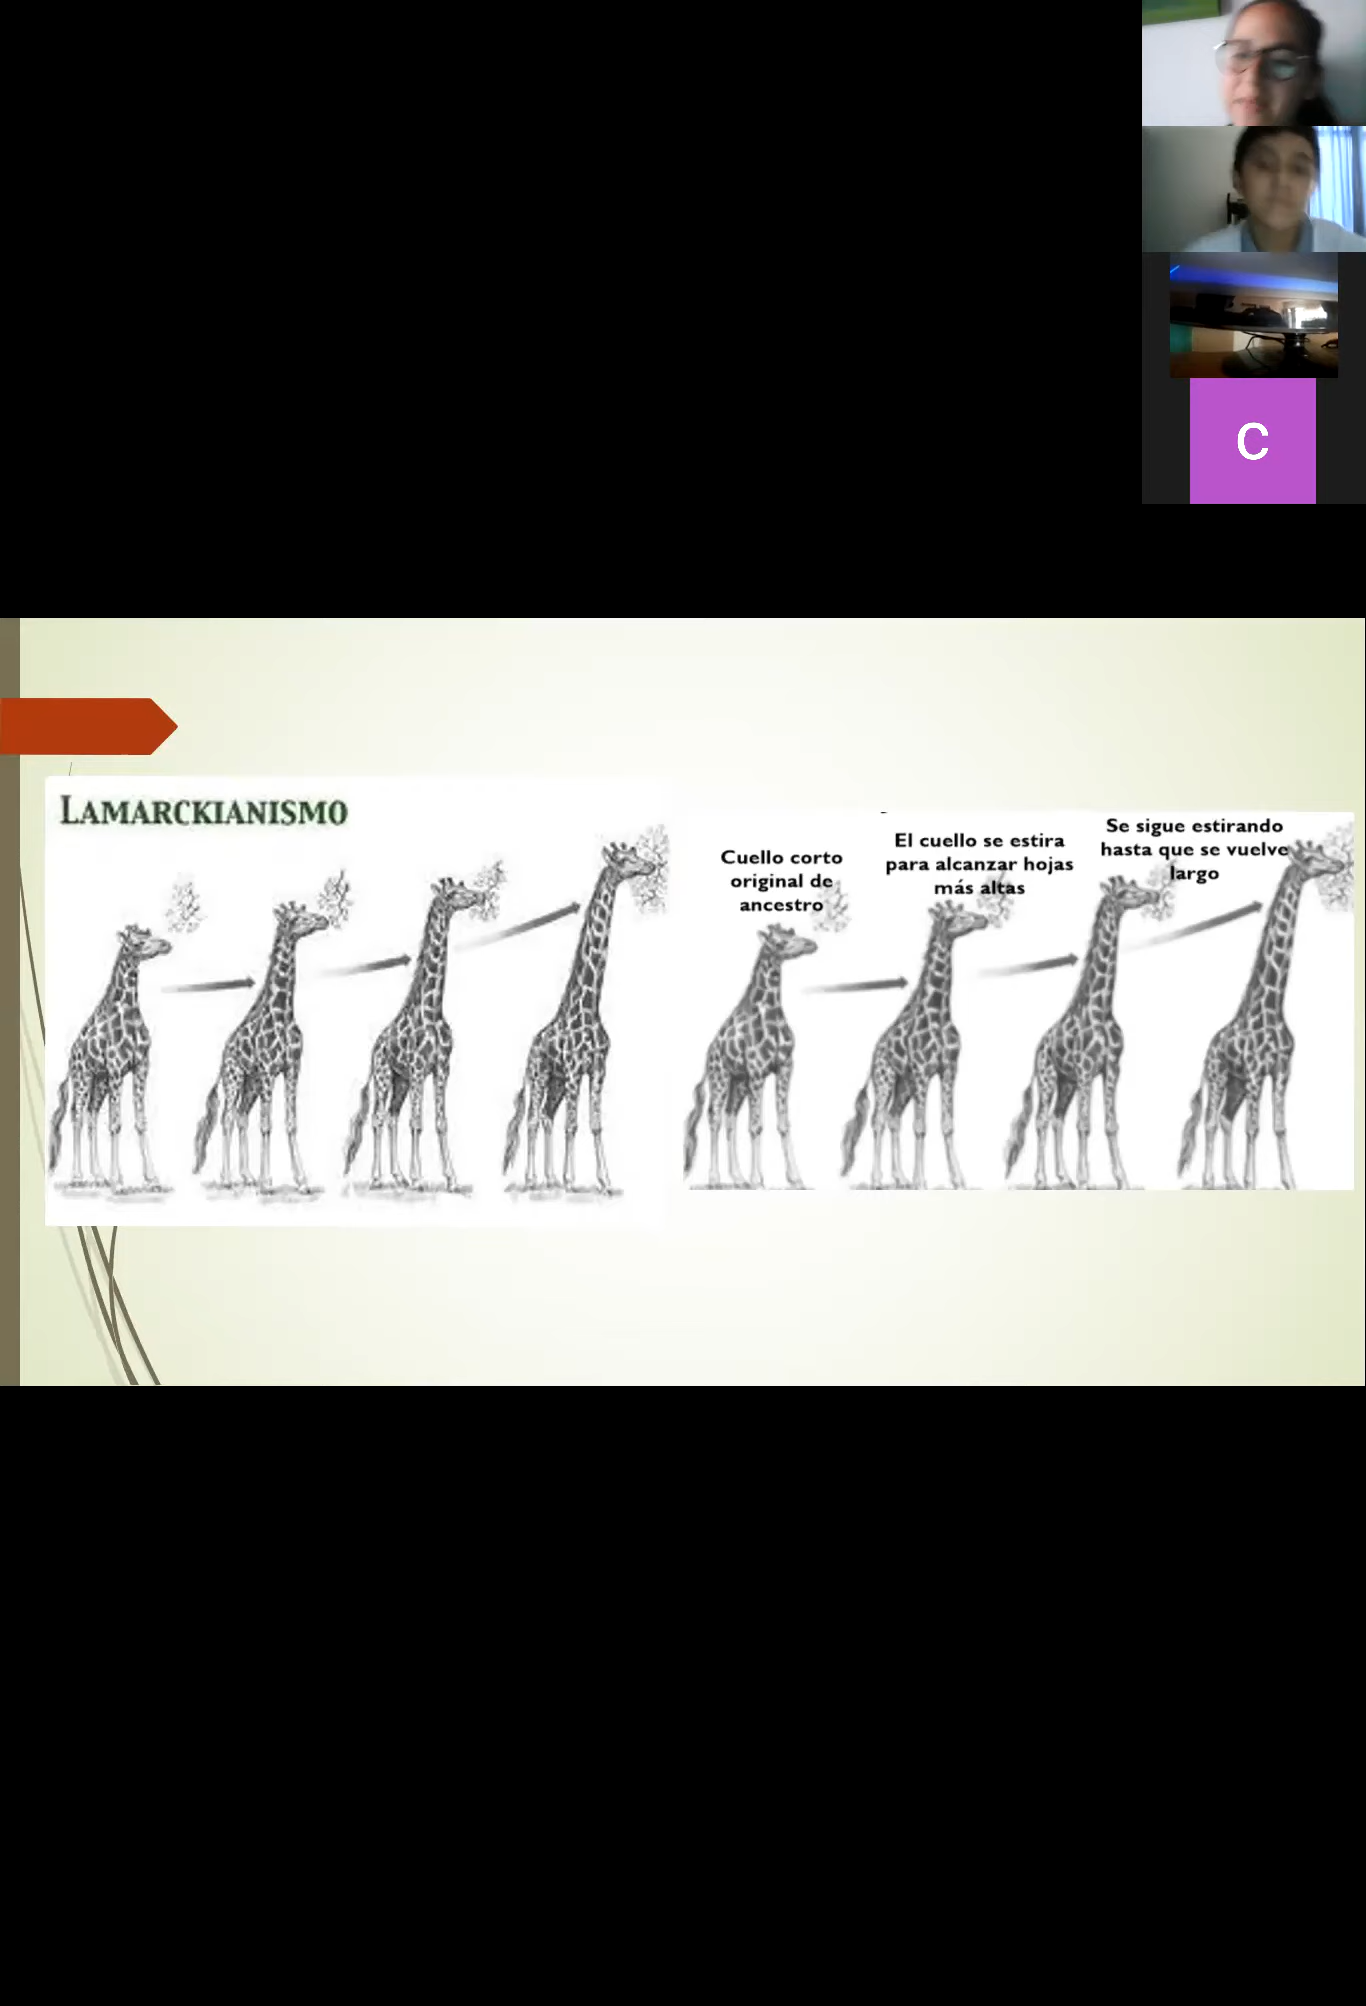 C
LAMARCKIANISMO
Cuello corto
original de
ancestro
El cuello se estira
para alcanzar hojas
más altas
Se sigue estirando
hasta que se vuelve
largo